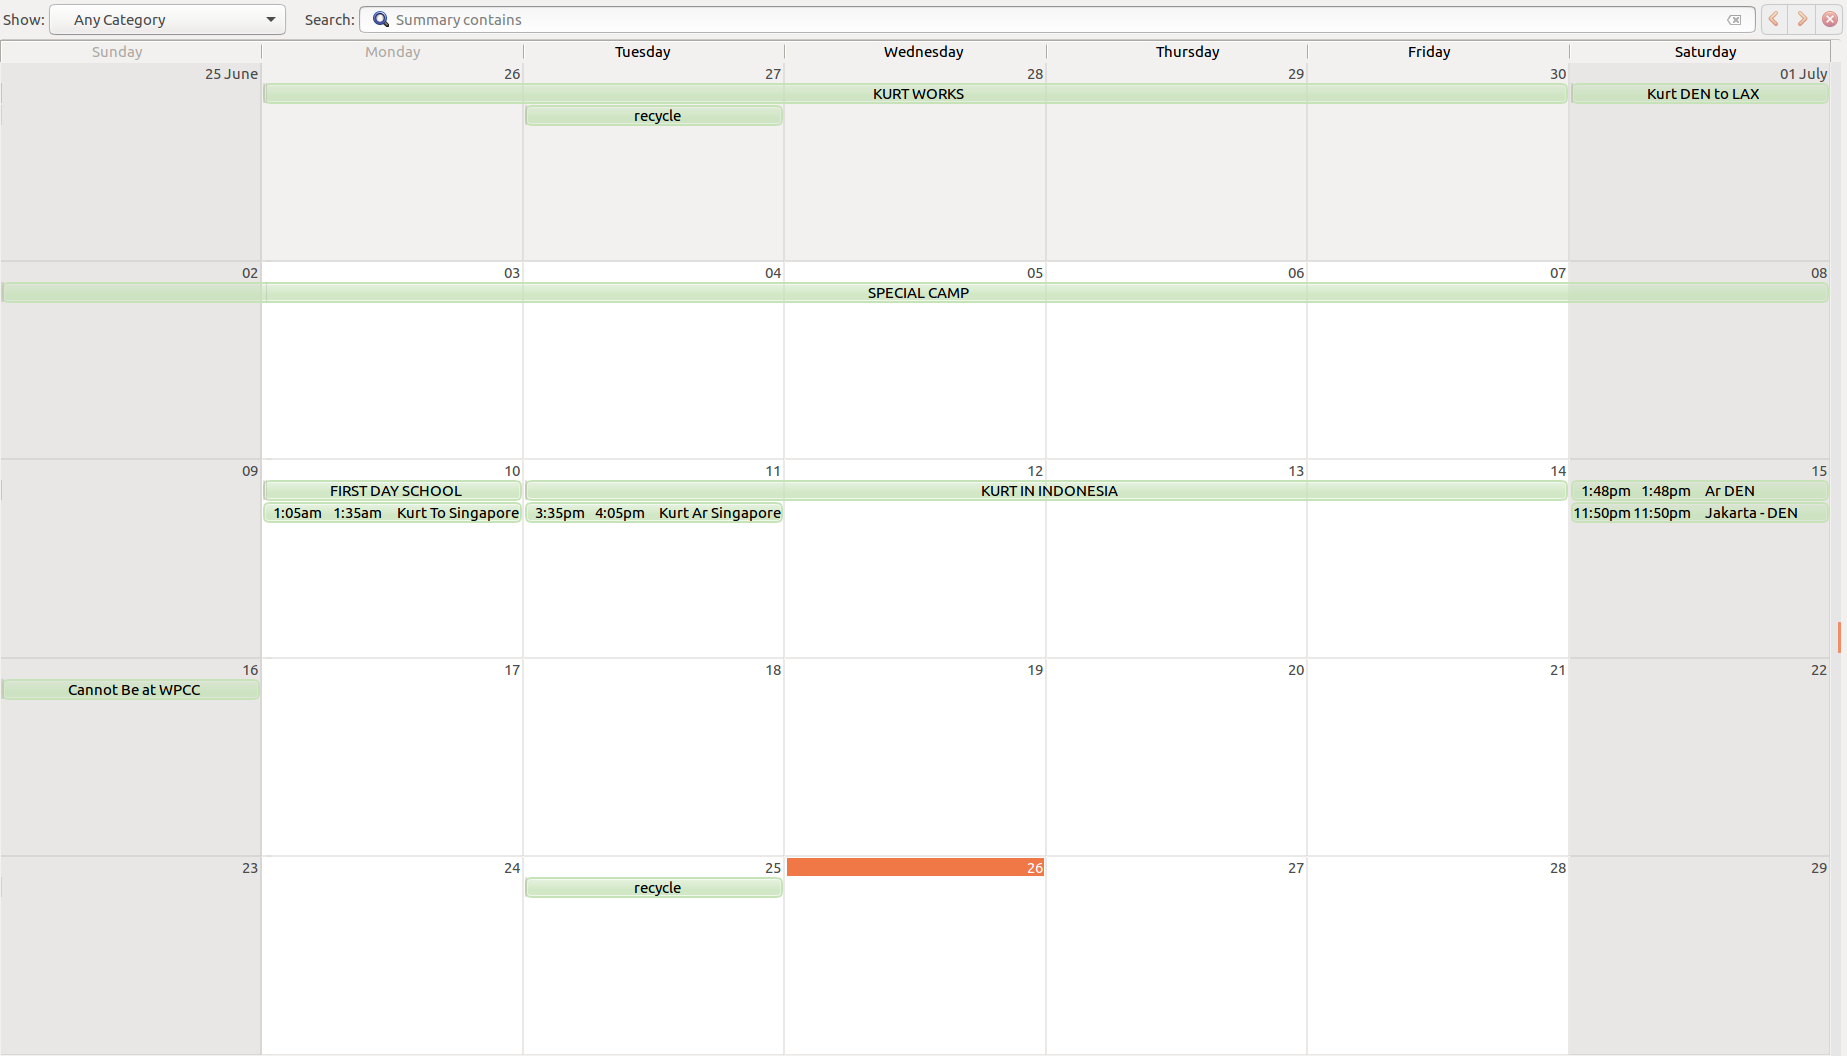 Show: Any Category Search: Summary contains
Sunday Monday Tuesday Wednesday Thursday Friday Saturday
25 June 26 27 28 29 30 01 July
KURT WORKS Kurt DEN to LAX
recycle
02 03 04 05 06 07 08
SPECIAL CAMP
09 10 11 12 13 14 15
FIRST DAY SCHOOL KURT IN INDONESIA 1:48pm 1:48pm Ar DEN
1:05am 1:35am Kurt To Singapore 3:35pm 4:05pm Kurt Ar Singapore 11:50pm 11:50pm Jakarta - DEN
16 17 18 19 20 21 22
Cannot Be at WPCC
23 24 25 26 27 28 29
recycle